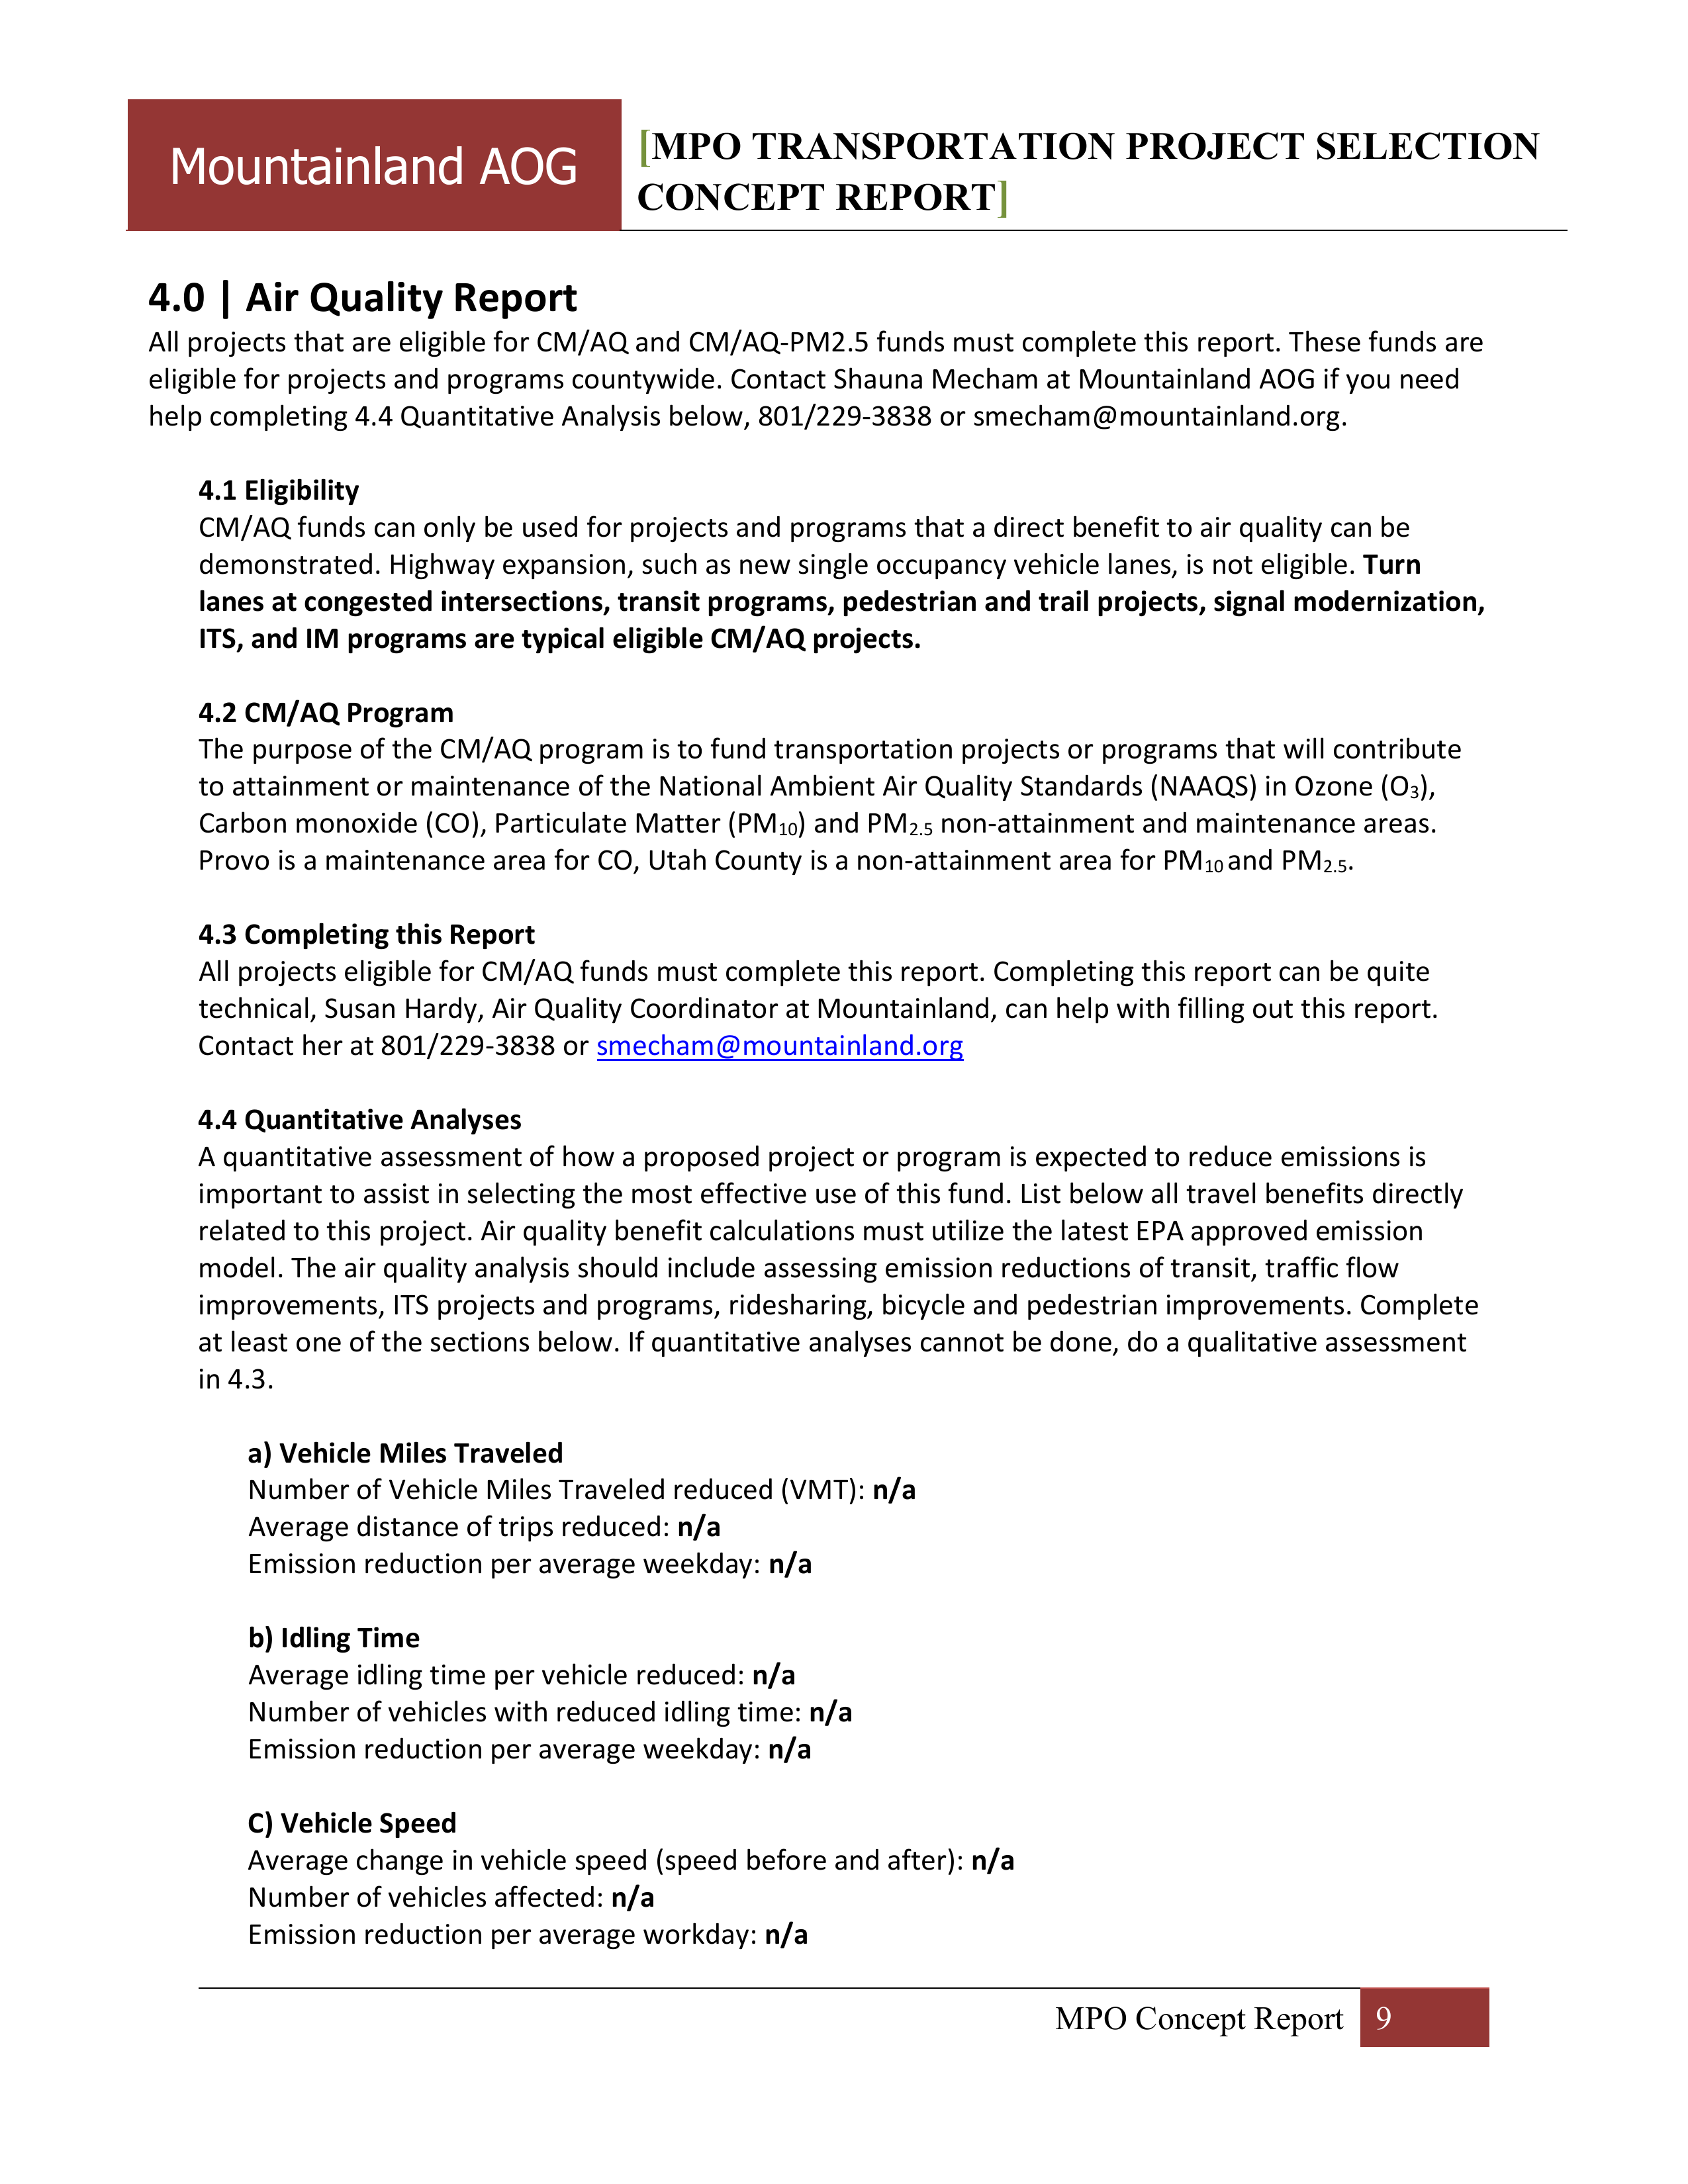 Mountainland AOG
[MPO TRANSPORTATION PROJECT SELECTION
CONCEPT REPORT]
4.0 | Air Quality Report
All projects that are eligible for CM/AQ and CM/AQ-PM2.5 funds must complete this report. These funds are
eligible for projects and programs countywide. Contact Shauna Mecham at Mountainland AOG if you need
help completing 4.4 Quantitative Analysis below, 801/229-3838 or smecham@mountainland.org.
4.1 Eligibility
CM/AQ funds can only be used for projects and programs that a direct benefit to air quality can be
demonstrated. Highway expansion, such as new single occupancy vehicle lanes, is not eligible. Turn
lanes at congested intersections, transit programs, pedestrian and trail projects, signal modernization,
ITS, and IM programs are typical eligible CM/AQ projects.
4.2 CM/AQ Program
The purpose of the CM/AQ program is to fund transportation projects or programs that will contribute
to attainment or maintenance of the National Ambient Air Quality Standards (NAAQS) in Ozone (O₃),
Carbon monoxide (CO), Particulate Matter (PM₁₀) and PM₂.₅ non-attainment and maintenance areas.
Provo is a maintenance area for CO, Utah County is a non-attainment area for PM₁₀ and PM₂.₅.
4.3 Completing this Report
All projects eligible for CM/AQ funds must complete this report. Completing this report can be quite
technical, Susan Hardy, Air Quality Coordinator at Mountainland, can help with filling out this report.
Contact her at 801/229-3838 or smecham@mountainland.org
4.4 Quantitative Analyses
A quantitative assessment of how a proposed project or program is expected to reduce emissions is
important to assist in selecting the most effective use of this fund. List below all travel benefits directly
related to this project. Air quality benefit calculations must utilize the latest EPA approved emission
model. The air quality analysis should include assessing emission reductions of transit, traffic flow
improvements, ITS projects and programs, ridesharing, bicycle and pedestrian improvements. Complete
at least one of the sections below. If quantitative analyses cannot be done, do a qualitative assessment
in 4.3.
a) Vehicle Miles Traveled
Number of Vehicle Miles Traveled reduced (VMT): n/a
Average distance of trips reduced: n/a
Emission reduction per average weekday: n/a
b) Idling Time
Average idling time per vehicle reduced: n/a
Number of vehicles with reduced idling time: n/a
Emission reduction per average weekday: n/a
C) Vehicle Speed
Average change in vehicle speed (speed before and after): n/a
Number of vehicles affected: n/a
Emission reduction per average workday: n/a
MPO Concept Report 9